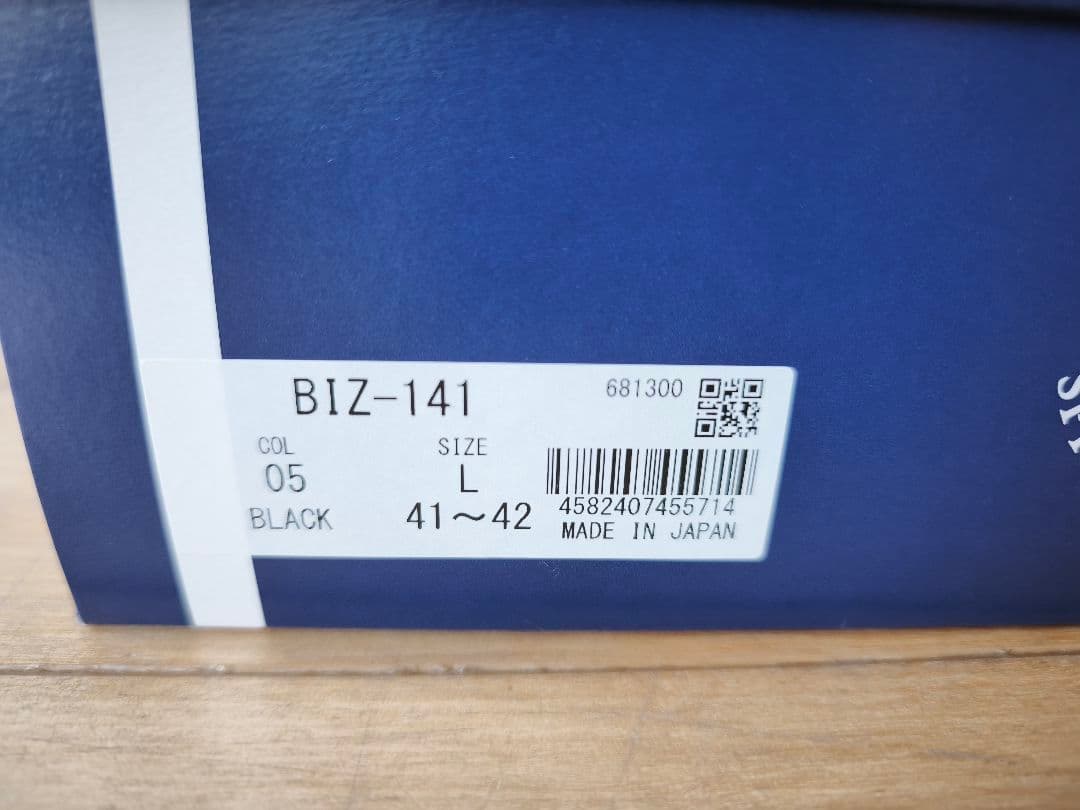 BIZ-141
681300
COL
05
BLACK
SIZE
L
41～42
4582407455714
MADE IN JAPAN